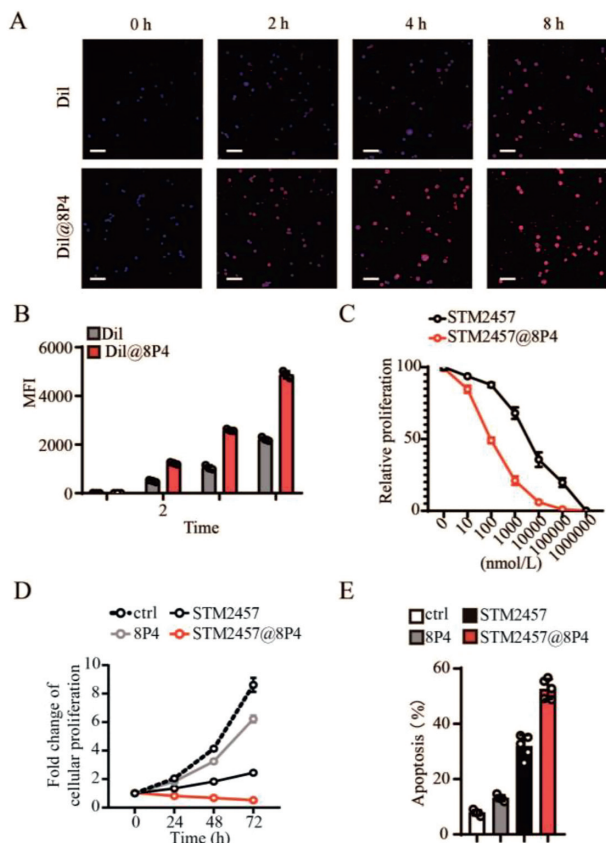 A
0 h 2 h 4 h 8 h
Dil
Dil@8P4
B
Dil
Dil@8P4
MFI
6000
4000
2000
0
2
Time
C
STM2457
STM2457@8P4
Relative proliferation
100
50
0
0 10 100 1000 10000 100000 1000000
(nmol/L)
D
ctrl STM2457
8P4 STM2457@8P4
Fold change of
cellular proliferation
10
8
6
4
2
0
0 24 48 72
Time (h)
E
ctrl STM2457
8P4 STM2457@8P4
Apoptosis (%)
60
40
20
0